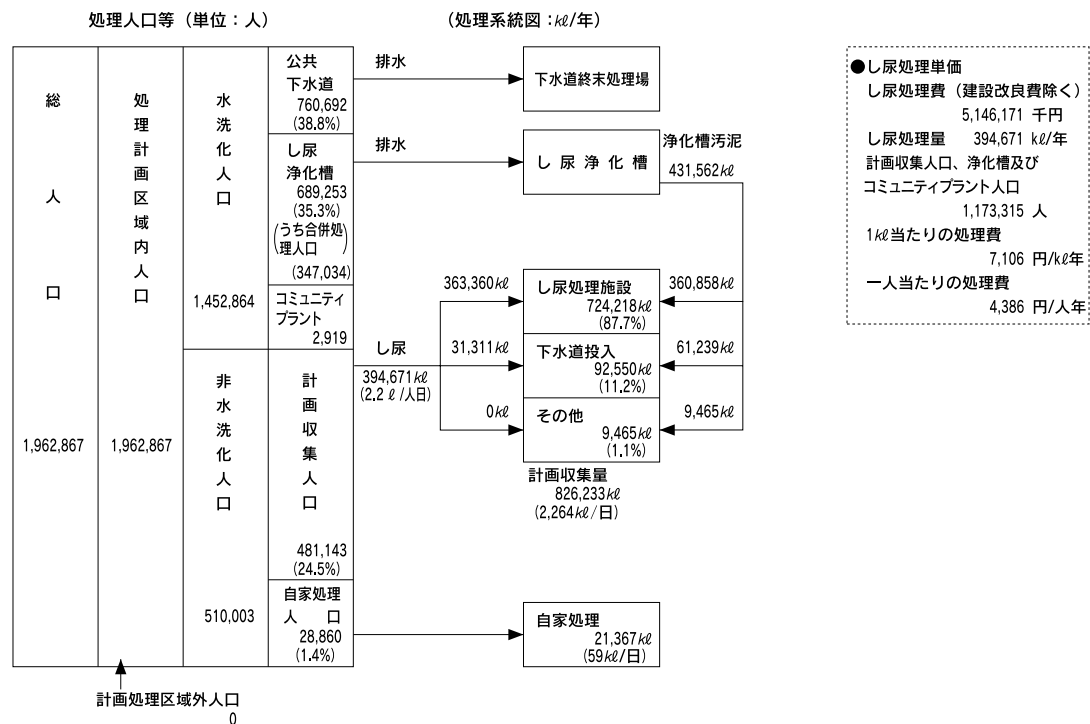 処理人口等（単位：人）
（処理系統図：kℓ/年）
総人口
1,962,867
処理計画区域内人口
1,962,867
水洗化人口
1,452,864
非水洗化人口
510,003
公共
下水道
760,692
(38.8%)
し尿
浄化槽
689,253
(35.3%)
(うち合併処
理人口)
(347,034)
コミュニティ
プラント
2,919
計画収集人口
481,143
(24.5%)
自家処理
人　口
28,860
(1.4%)
計画処理区域外人口
0
排水
下水道終末処理場
排水
し尿浄化槽
浄化槽汚泥
431,562kℓ
し尿
394,671kℓ
(2.2 ℓ/人日)
363,360kℓ
31,311kℓ
0kℓ
し尿処理施設
724,218kℓ
(87.7%)
下水道投入
92,550kℓ
(11.2%)
その他
9,465kℓ
(1.1%)
360,858kℓ
61,239kℓ
9,465kℓ
計画収集量
826,233kℓ
(2,264kℓ/日)
自家処理
21,367kℓ
(59kℓ/日)
●し尿処理単価
し尿処理費（建設改良費除く）
5,146,171 千円
し尿処理量　394,671 kℓ/年
計画収集人口、浄化槽及び
コミュニティプラント人口
1,173,315 人
1kℓ当たりの処理費
7,106 円/kℓ年
一人当たりの処理費
4,386 円/人年